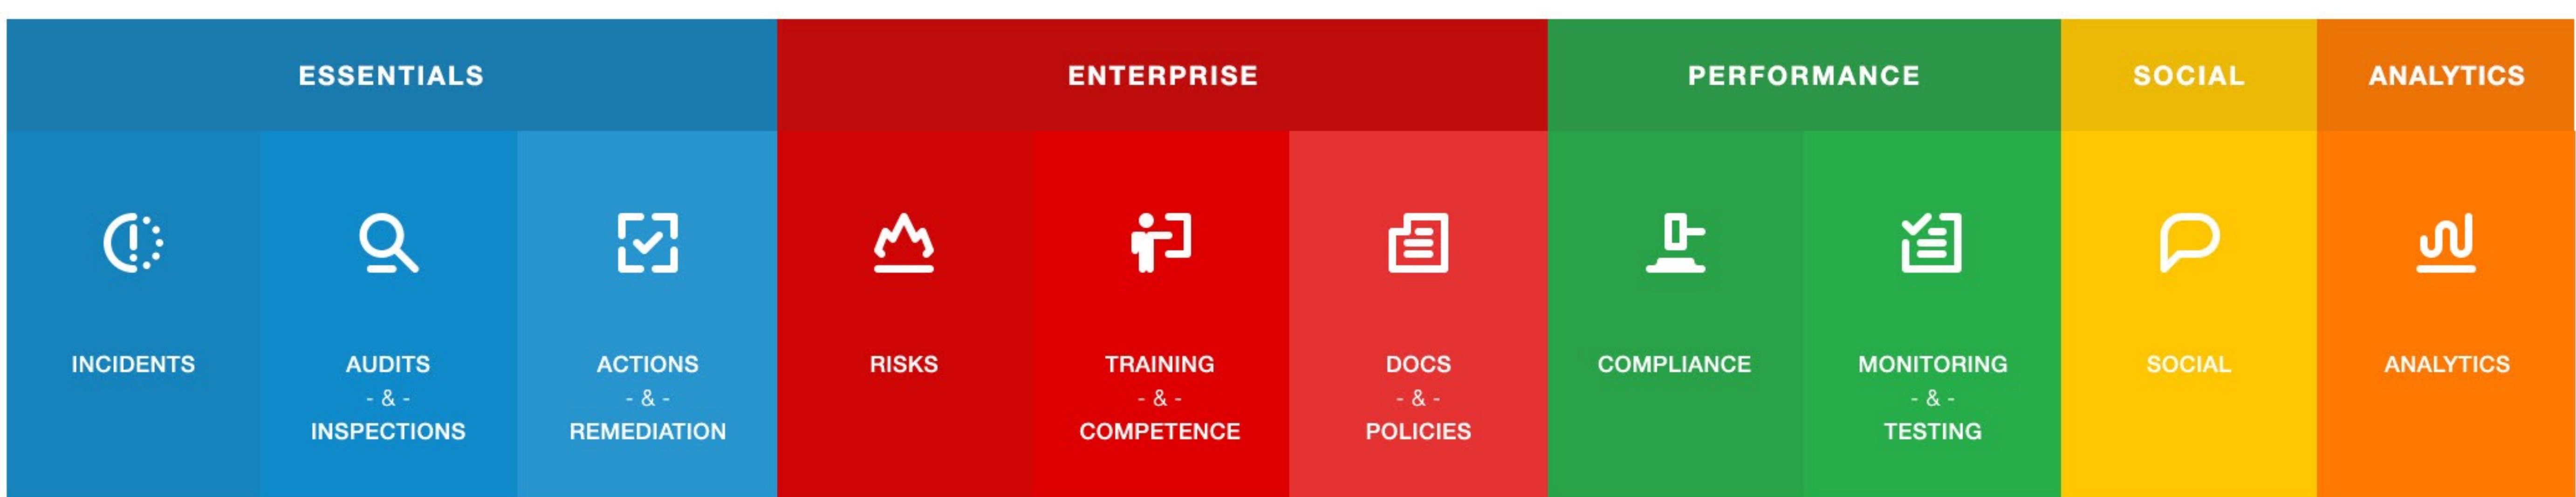 ESSENTIALS
ENTERPRISE
PERFORMANCE
SOCIAL
ANALYTICS
INCIDENTS
AUDITS
- & -
INSPECTIONS
ACTIONS
- & -
REMEDIATION
RISKS
TRAINING
- & -
COMPETENCE
DOCS
- & -
POLICIES
COMPLIANCE
MONITORING
- & -
TESTING
SOCIAL
ANALYTICS